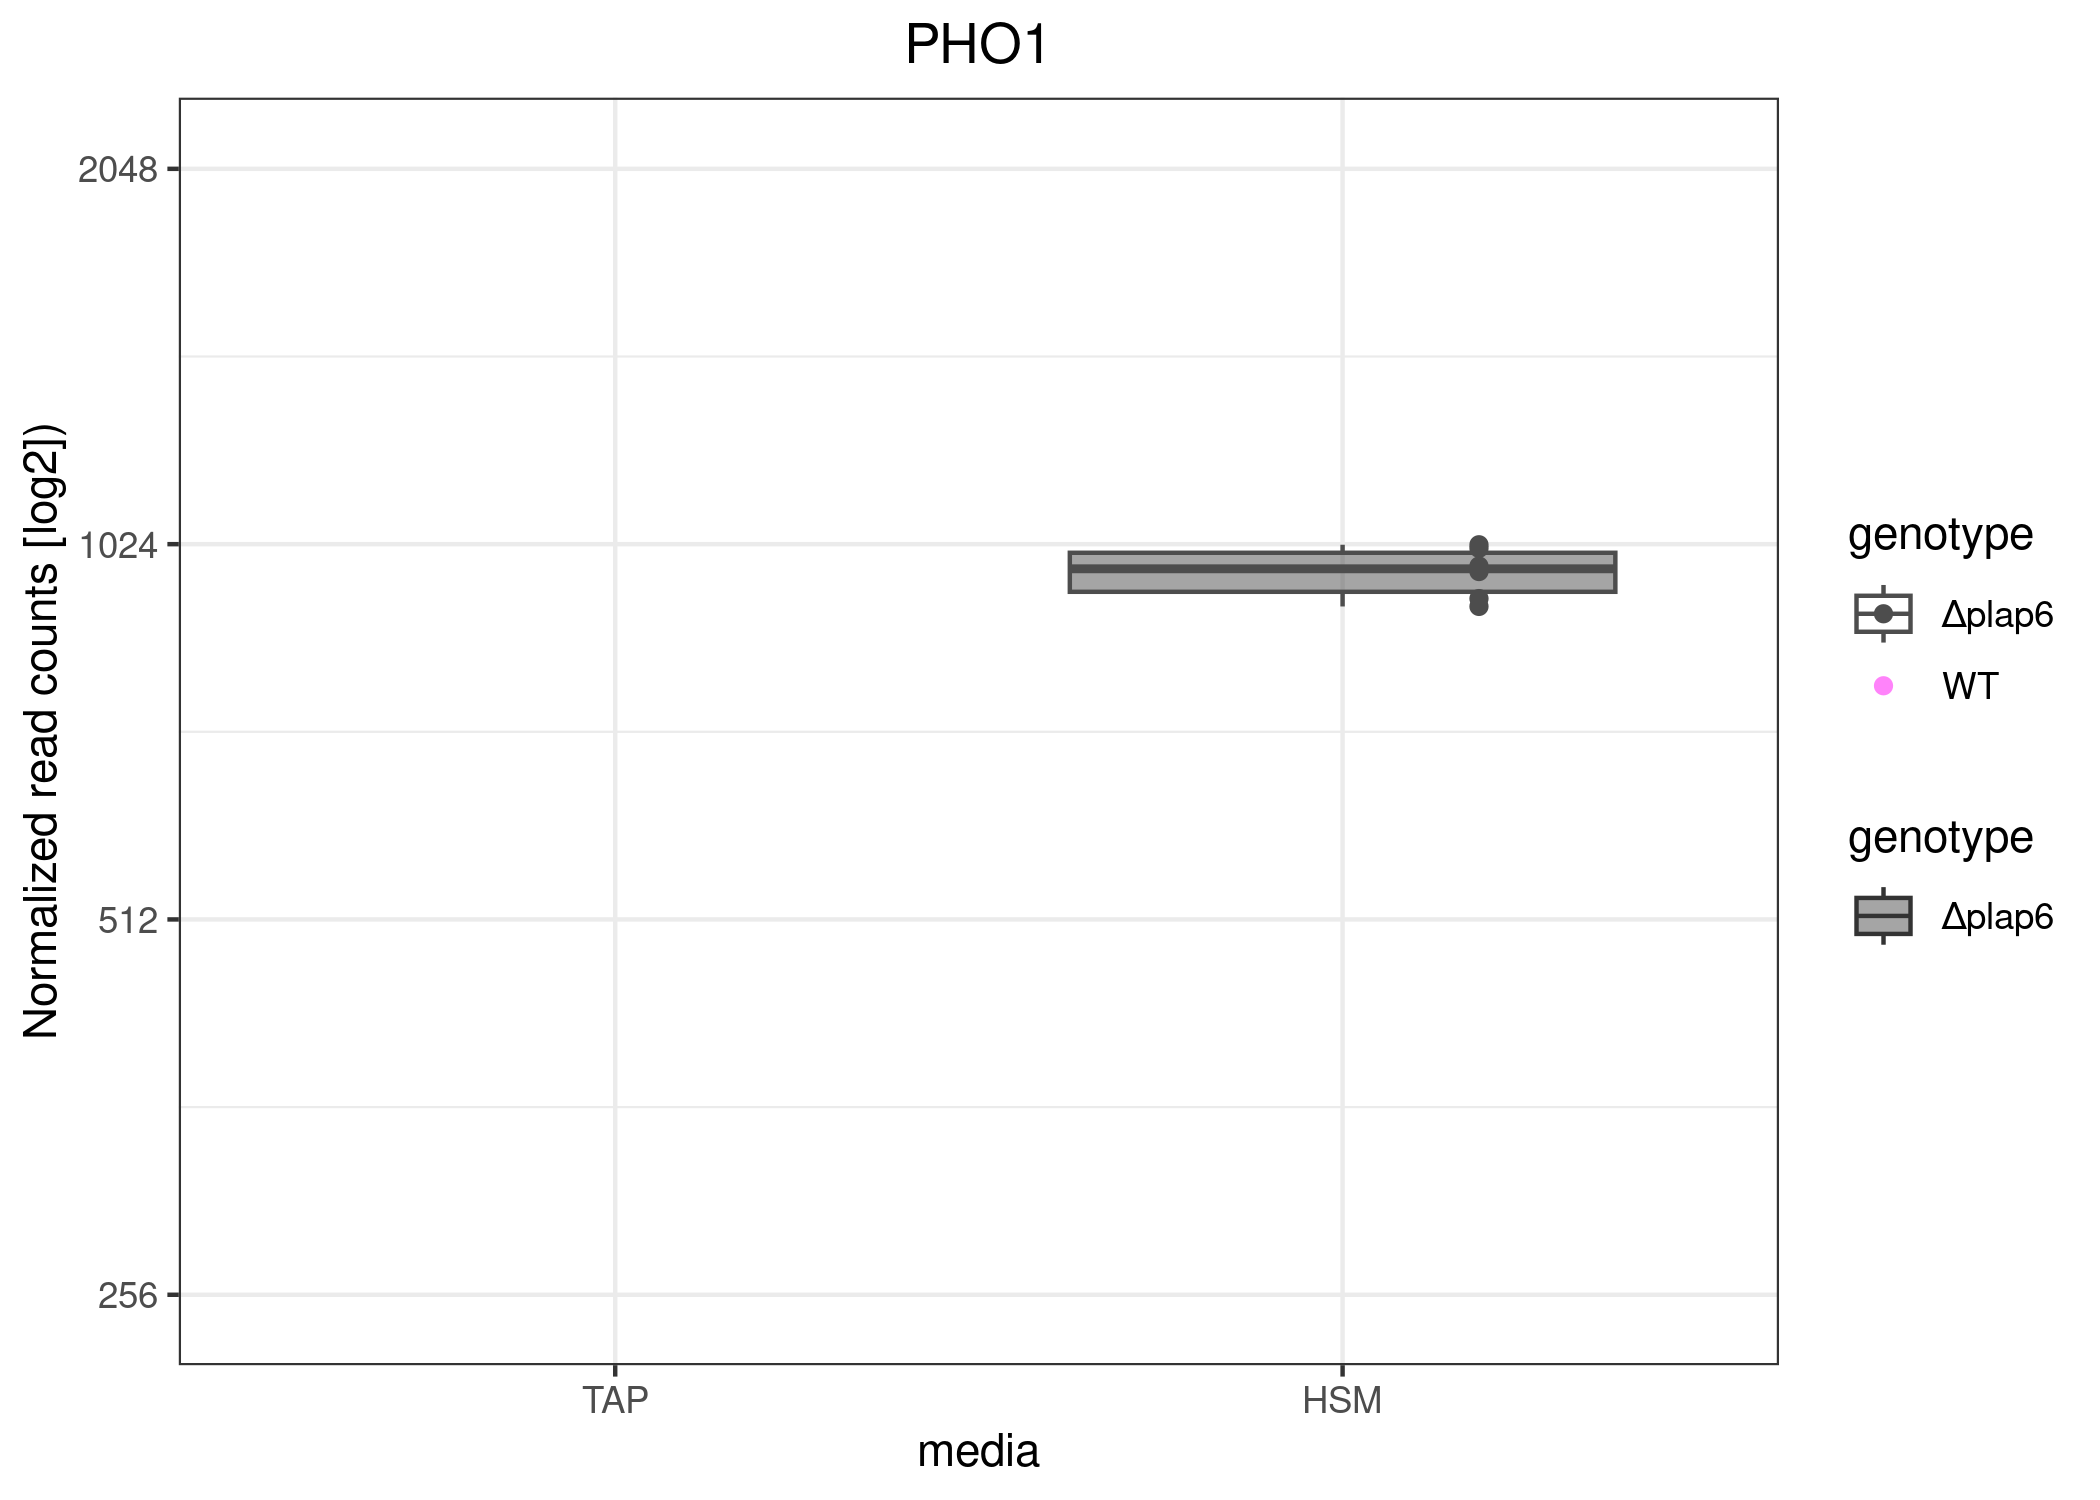 PHO1
Normalized read counts [log2])
2048
1024
512
256
TAP
HSM
media
genotype
Δplap6
WT
genotype
Δplap6